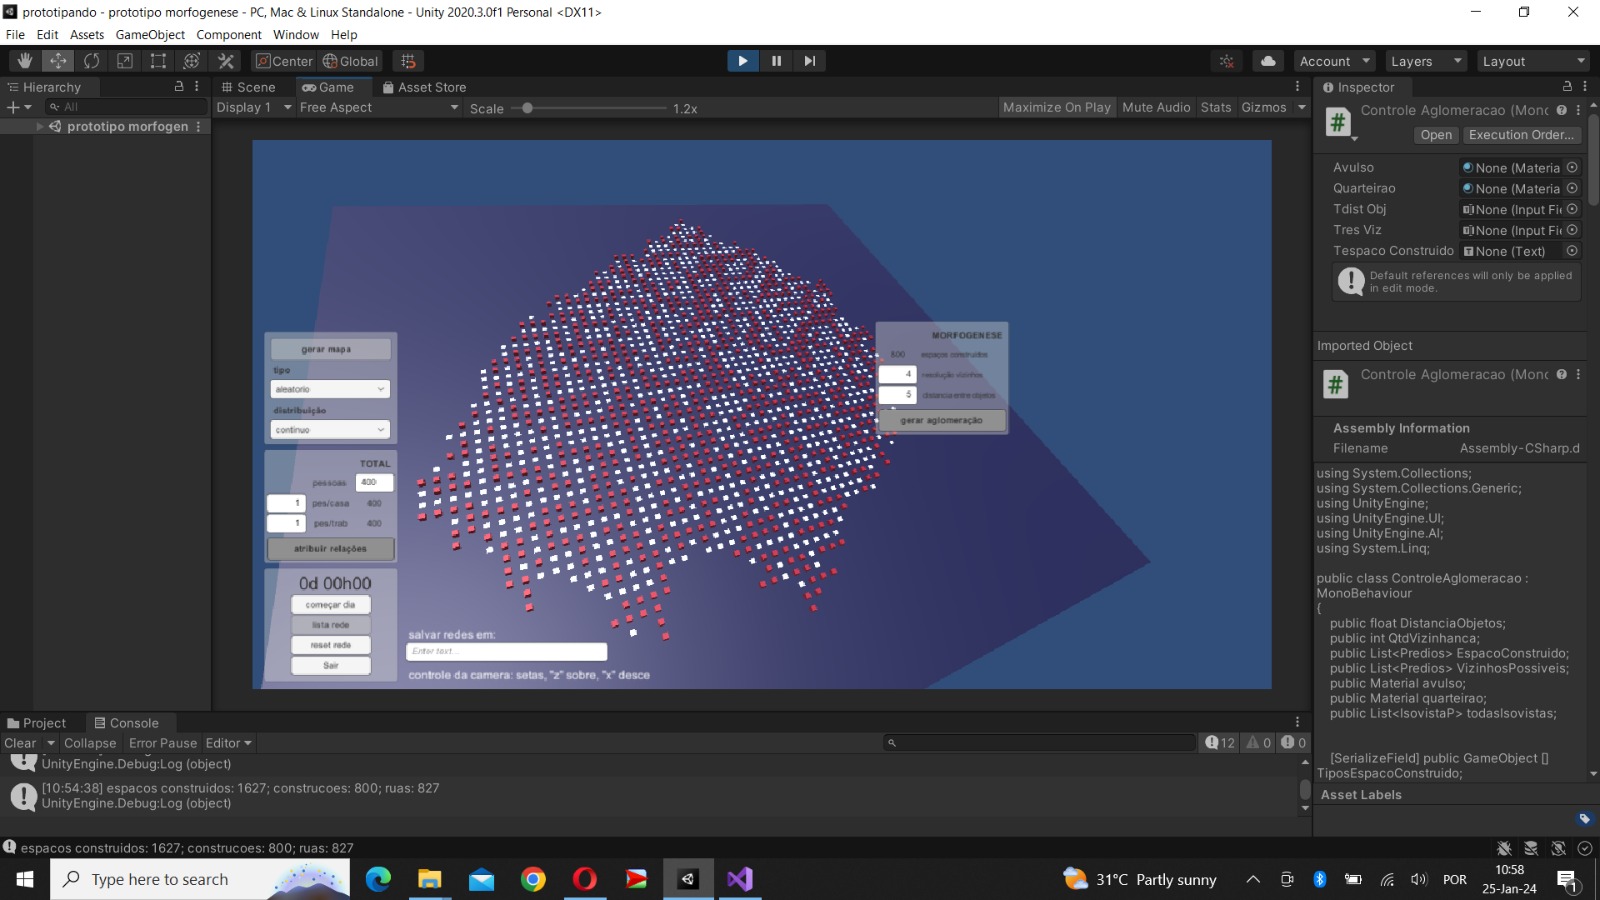 prototipando - prototipo morfogenese - PC, Mac & Linux Standalone - Unity 2020.3.0f1 Personal <DX11>
File Edit Assets GameObject Component Window Help
Center Global
Account Layers Layout
Hierarchy
All
prototipo morfogen
Scene Game Asset Store
Display 1 Free Aspect Scale 1.2x Maximize On Play Mute Audio Stats Gizmos
gerar mapa
tipo
aleatorio
distribuição
continuo
TOTAL
pessoas 400
1 pes/casa 400
1 pes/trab 400
atribuir relações
0d 00h00
começar dia
lista rede
reset rede
Sair
salvar redes em:
Enter text...
controle da camera: setas, "z" sobre, "x" desce
MORFOGENESE
800 espaços construidos
4 resolução vizinhos
5 distancia entre objetos
gerar aglomeração
Inspector
Controle Aglomeracao (Mono
Open Execution Order...
Avulso None (Materia
Quarteirao None (Materia
Tdist Obj None (Input Fi
Tres Viz None (Input Fi
Tespaco Construido None (Text)
Default references will only be applied
in edit mode.
Imported Object
Controle Aglomeracao (Mono
Assembly Information
Filename Assembly-CSharp.d
using System.Collections;
using System.Collections.Generic;
using UnityEngine;
using UnityEngine.UI;
using UnityEngine.AI;
using System.Linq;
public class ControleAglomeracao :
MonoBehaviour
{
public float DistanciaObjetos;
public int QtdVizinhanca;
public List<Predios> EspacoConstruido;
public List<Predios> VizinhosPossiveis;
public Material avulso;
public Material quarteirao;
public List<IsovistaP> todasIsovistas;
[SerializeField] public GameObject []
TiposEspacoConstruido;
Asset Labels
Project Console
Clear Collapse Error Pause Editor 12 0 0
UnityEngine.Debug:Log (object)
[10:54:38] espacos construidos: 1627; construcoes: 800; ruas: 827
UnityEngine.Debug:Log (object)
espacos construidos: 1627; construcoes: 800; ruas: 827
Type here to search
31°C Partly sunny
POR
10:58
25-Jan-24
1